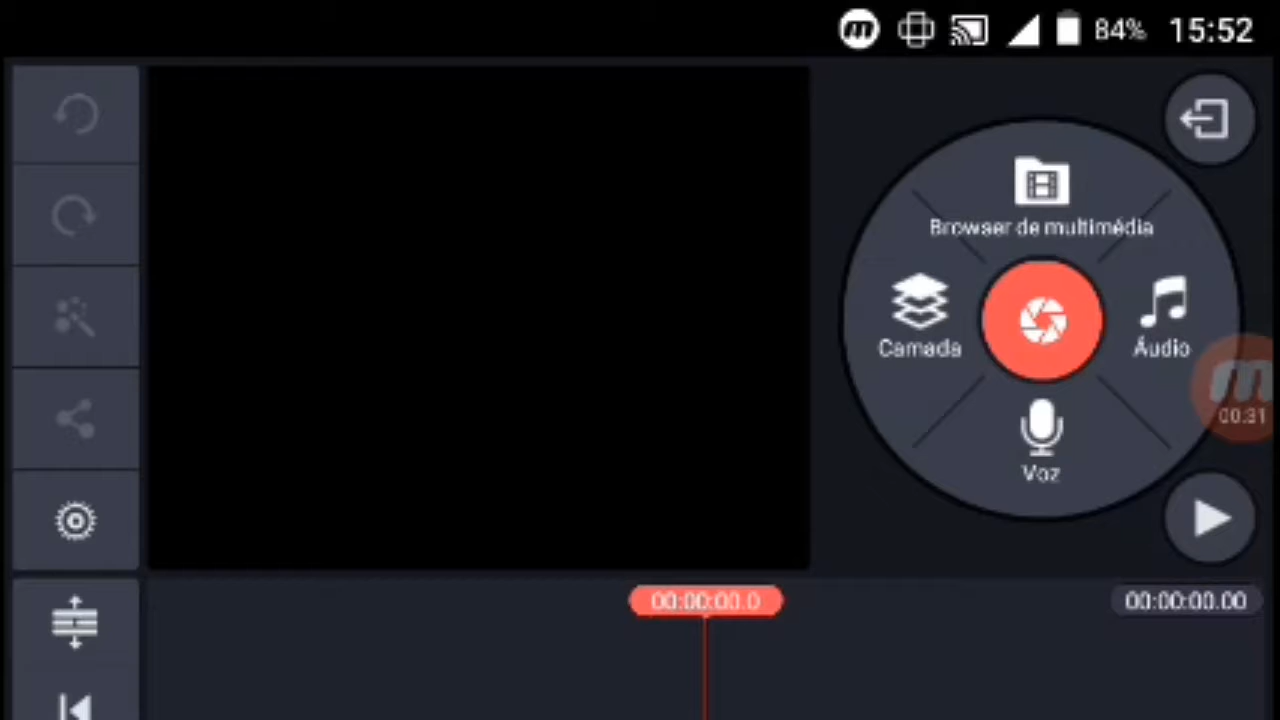 84% 15:52
Browser de multimédia
Camada
Áudio
00:31
Voz
00:00:00.0
00:00:00.00